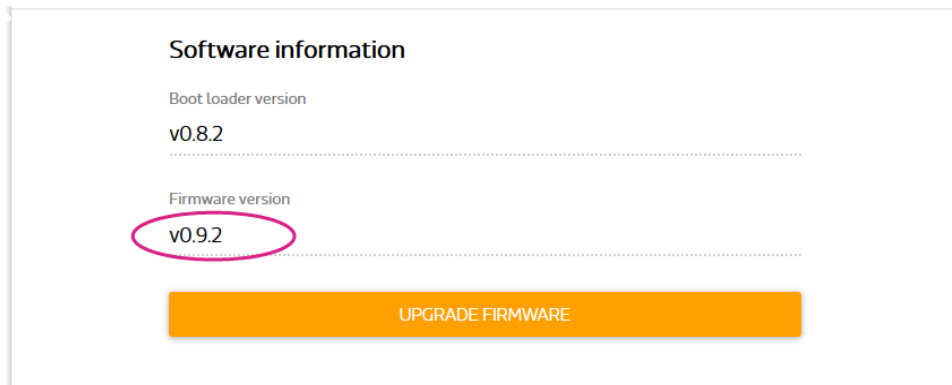 Software information
Boot loader version
v0.8.2
Firmware version
v0.9.2
UPGRADE FIRMWARE